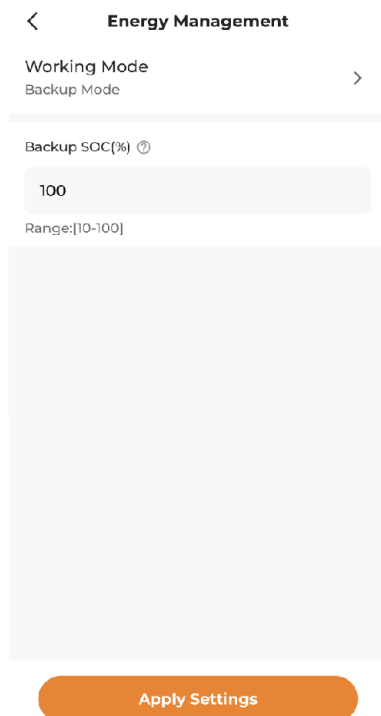 Energy Management
Working Mode
Backup Mode
Backup SOC(%)
100
Range:[10-100]
Apply Settings